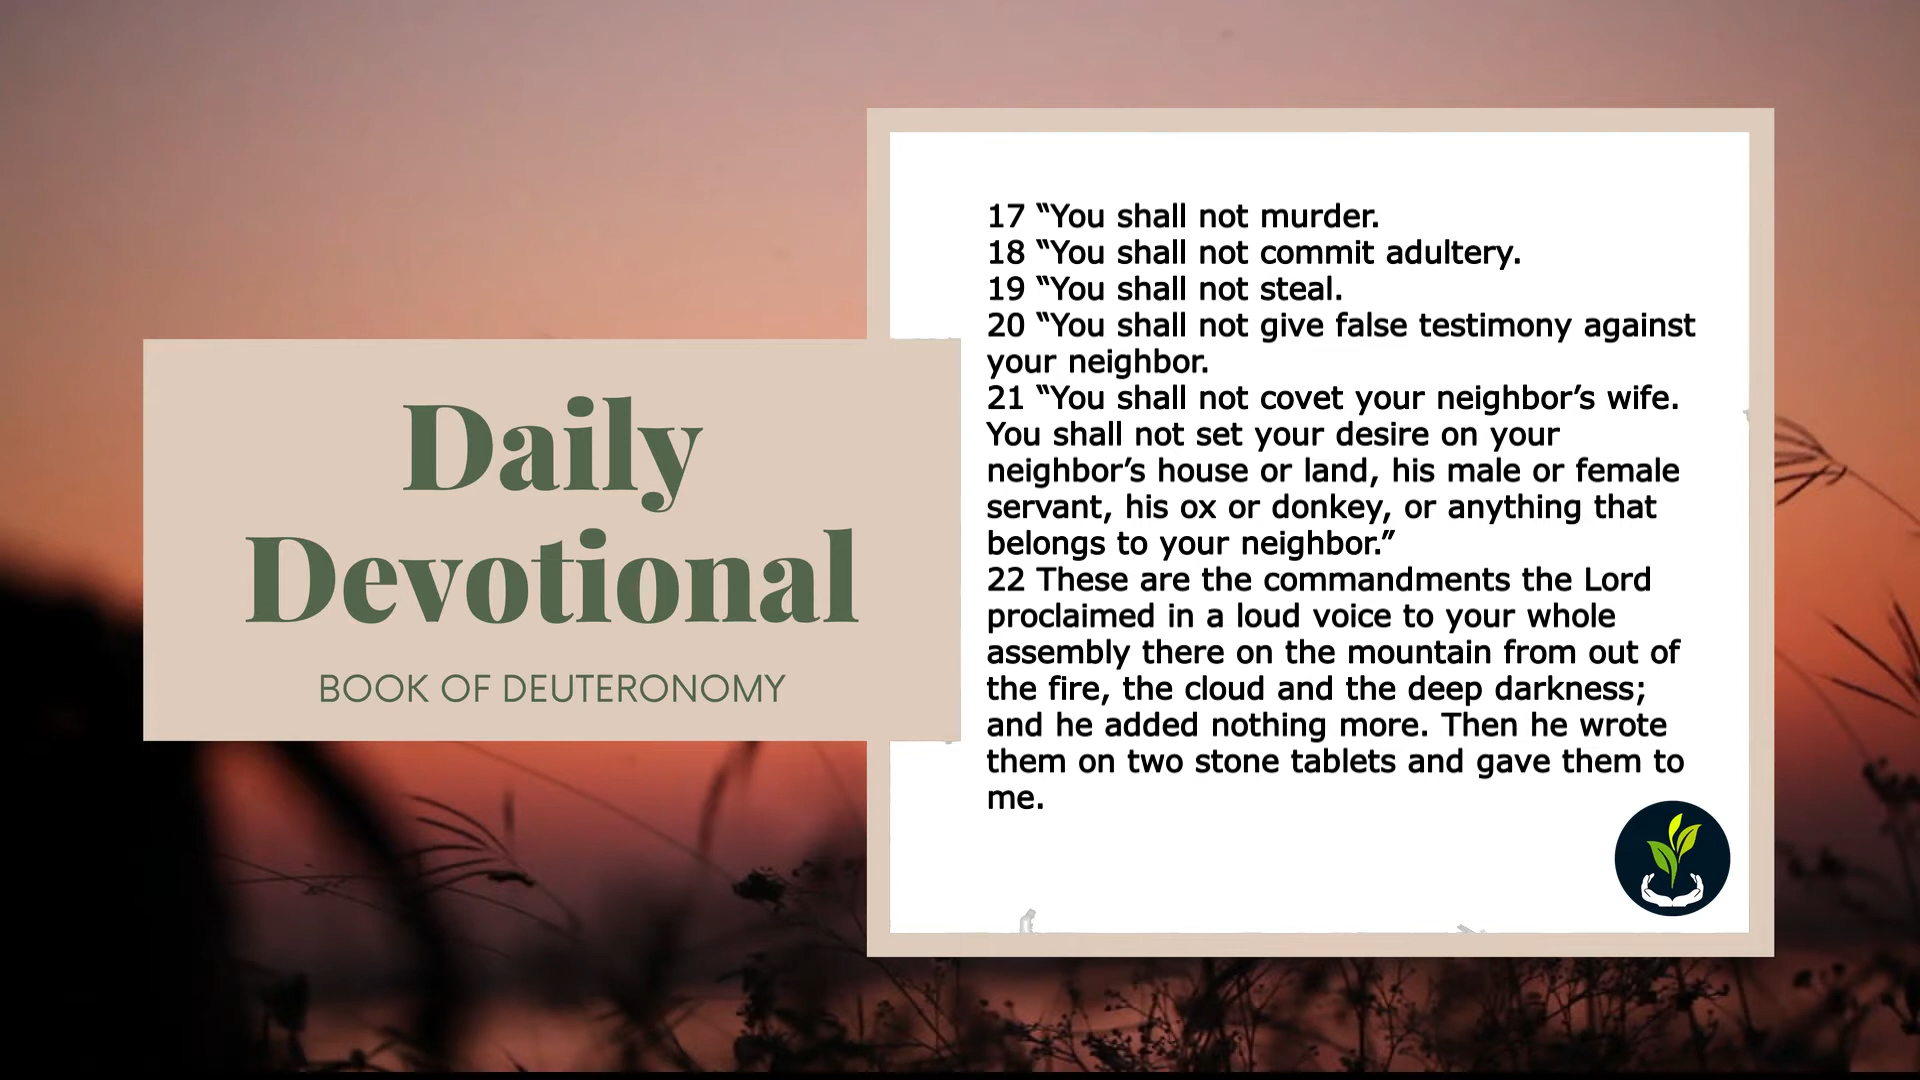 Daily
Devotional
BOOK OF DEUTERONOMY
17 “You shall not murder.
18 “You shall not commit adultery.
19 “You shall not steal.
20 “You shall not give false testimony against
your neighbor.
21 “You shall not covet your neighbor’s wife.
You shall not set your desire on your
neighbor’s house or land, his male or female
servant, his ox or donkey, or anything that
belongs to your neighbor.”
22 These are the commandments the Lord
proclaimed in a loud voice to your whole
assembly there on the mountain from out of
the fire, the cloud and the deep darkness;
and he added nothing more. Then he wrote
them on two stone tablets and gave them to
me.